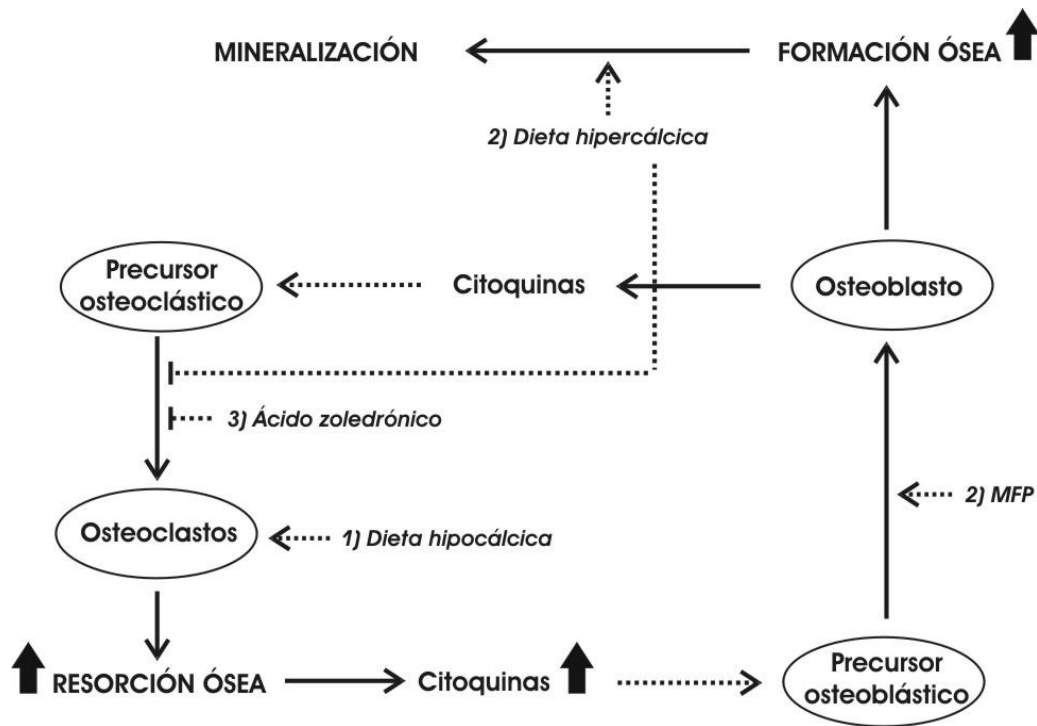 MINERALIZACIÓN
FORMACIÓN ÓSEA
2) Dieta hipercálcica
Precursor
osteoclástico
Citoquinas
Osteoblasto
3) Ácido zoledrónico
2) MFP
Osteoclastos
1) Dieta hipocálcica
RESORCIÓN ÓSEA
Citoquinas
Precursor
osteoblástico